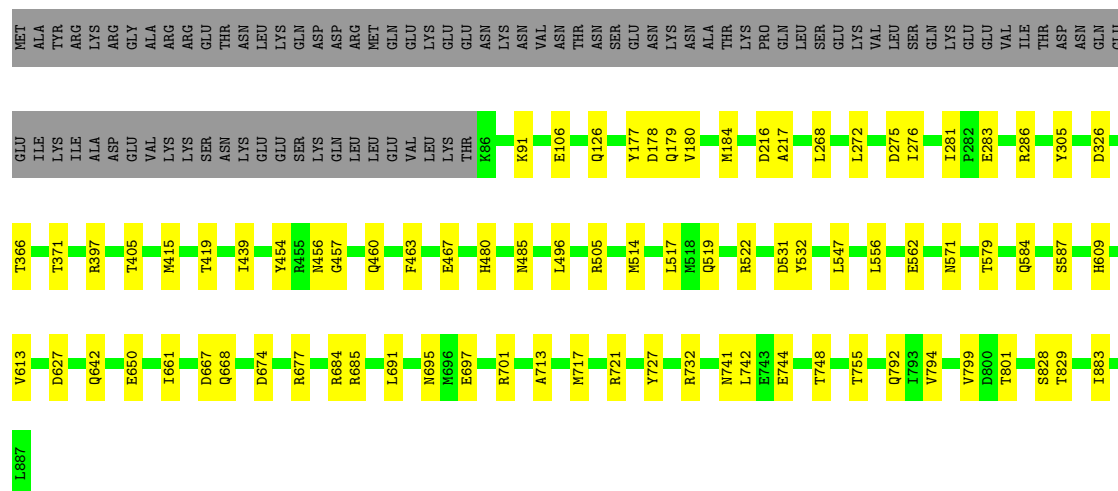 MET ALA TYR ARG LYS ARG GLY ALA ARG ARG GLU THR ASN LEU LYS GLN ASP ASP ARG MET GLN GLU LYS GLU GLU ASN LYS ASN VAL ASN THR ASN SER GLU ASN LYS ASN ALA THR LYS PRO GLN LEU SER GLU LYS VAL LEU SER GLN LYS GLU GLU VAL ILE THR ASP ASN GLN GLU
GLU ILE LYS ILE ALA ASP GLU VAL LYS LYS SER ASN LYS GLU GLU SER LYS GLN LEU LEU GLU VAL LEU LYS THR K86 K91 E106 Q126 Y177 D178 Q179 V180 M184 D216 A217 L268 L272 D275 I276 I281 P282 E283 R286 Y305 D326
T366 T371 R397 T405 M415 T419 I439 Y454 R455 N456 G457 Q460 F463 E467 H480 N485 L496 R505 M514 L517 M518 Q519 R522 D531 Y532 L547 L556 E562 N571 T579 Q584 S587 H609
V613 D627 Q642 E650 I661 D667 Q668 D674 R677 R684 R685 L691 N695 M696 E697 R701 A713 M717 R721 Y727 R732 N741 L742 E743 E744 T748 T755 Q792 I793 V794 V799 D800 T801 S828 T829 I883
L887